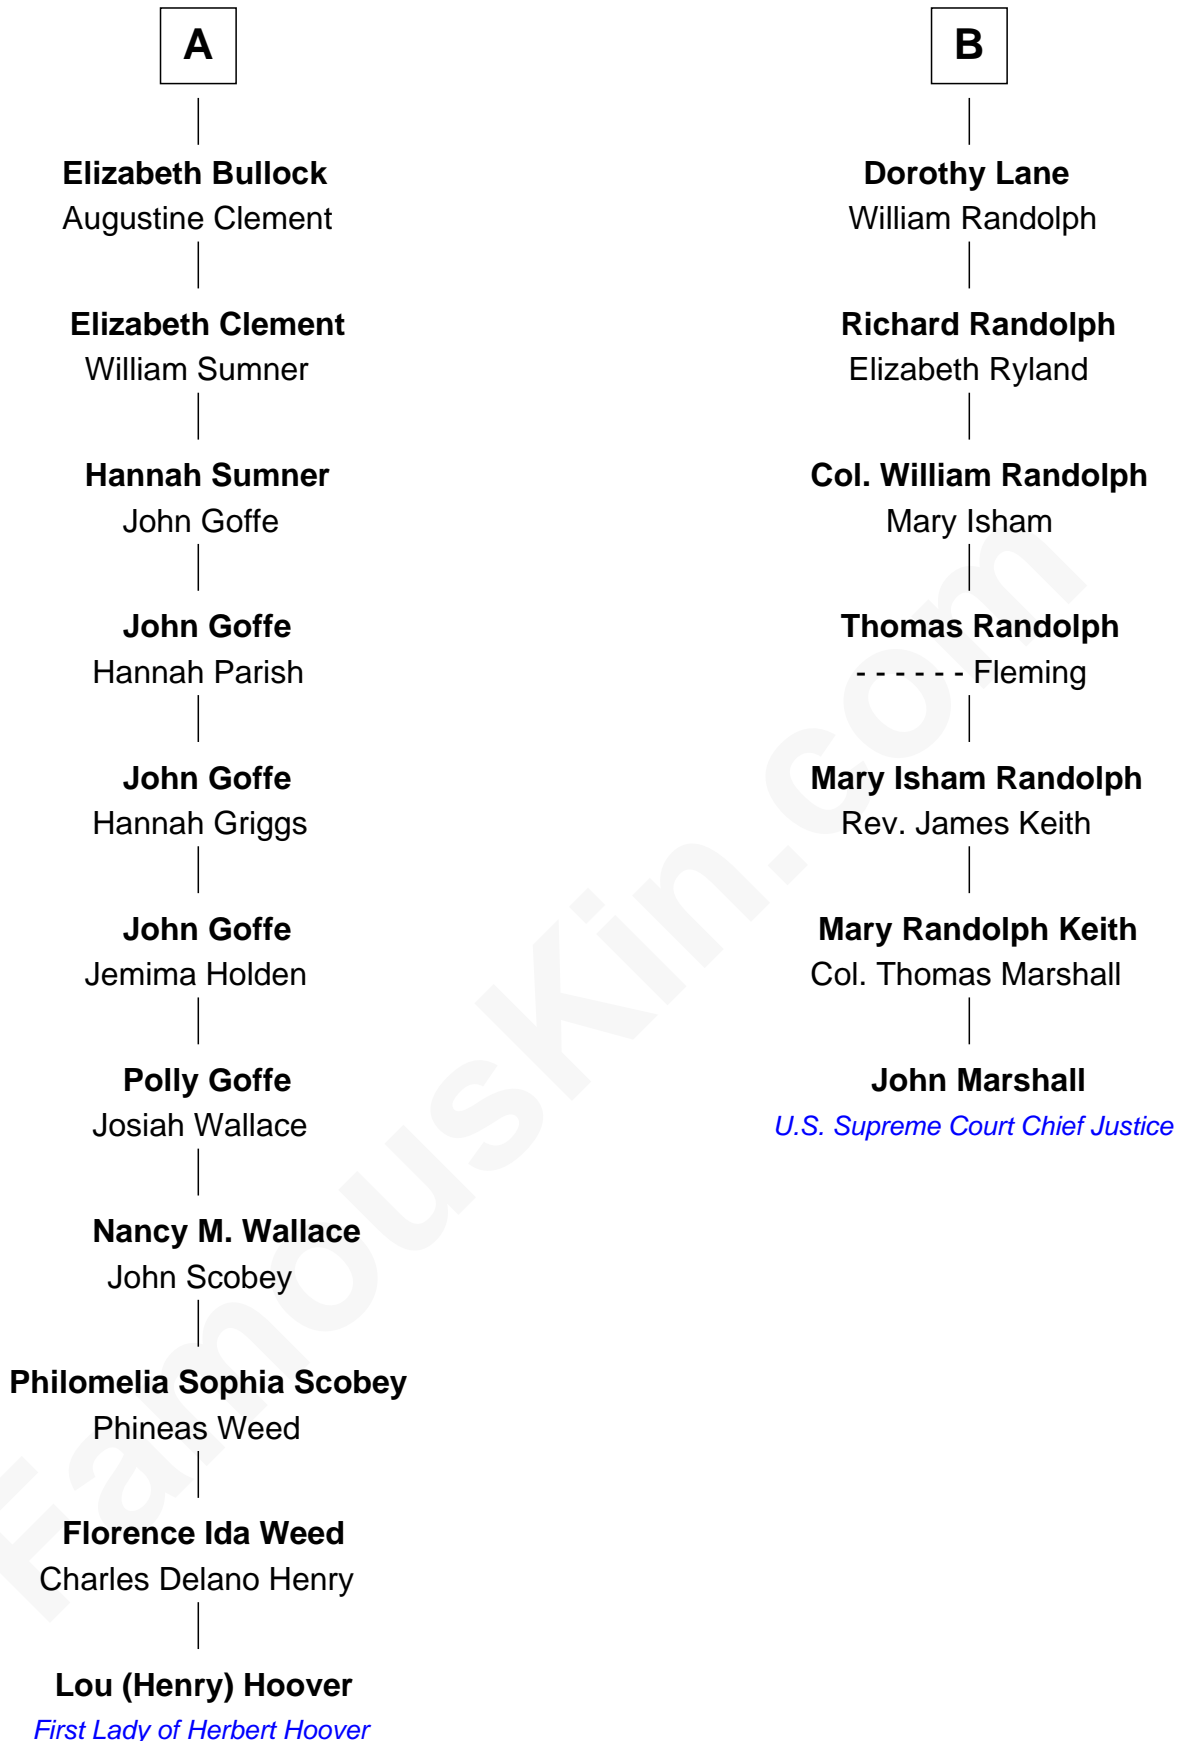 A
Elizabeth Bullock
Augustine Clement
Elizabeth Clement
William Sumner
Hannah Sumner
John Goffe
John Goffe
Hannah Parish
John Goffe
Hannah Griggs
John Goffe
Jemima Holden
Polly Goffe
Josiah Wallace
Nancy M. Wallace
John Scobey
Philomelia Sophia Scobey
Phineas Weed
Florence Ida Weed
Charles Delano Henry
Lou (Henry) Hoover
First Lady of Herbert Hoover
B
Dorothy Lane
William Randolph
Richard Randolph
Elizabeth Ryland
Col. William Randolph
Mary Isham
Thomas Randolph
- - - - - - Fleming
Mary Isham Randolph
Rev. James Keith
Mary Randolph Keith
Col. Thomas Marshall
John Marshall
U.S. Supreme Court Chief Justice
FamousKin.com